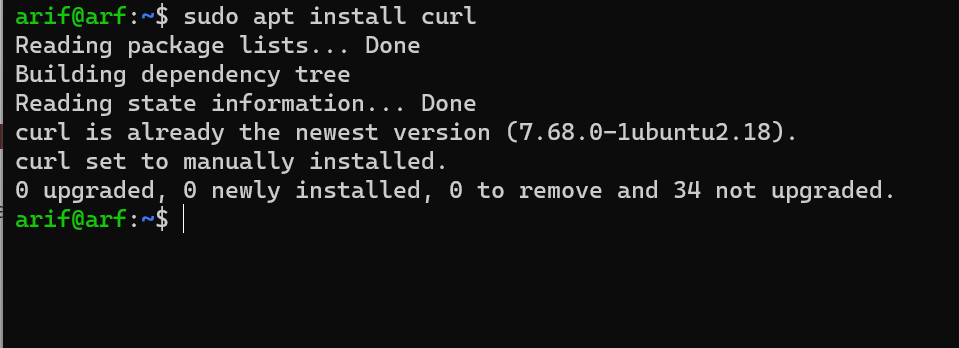 arif@arf:~$ sudo apt install curl
Reading package lists... Done
Building dependency tree
Reading state information... Done
curl is already the newest version (7.68.0-1ubuntu2.18).
curl set to manually installed.
0 upgraded, 0 newly installed, 0 to remove and 34 not upgraded.
arif@arf:~$